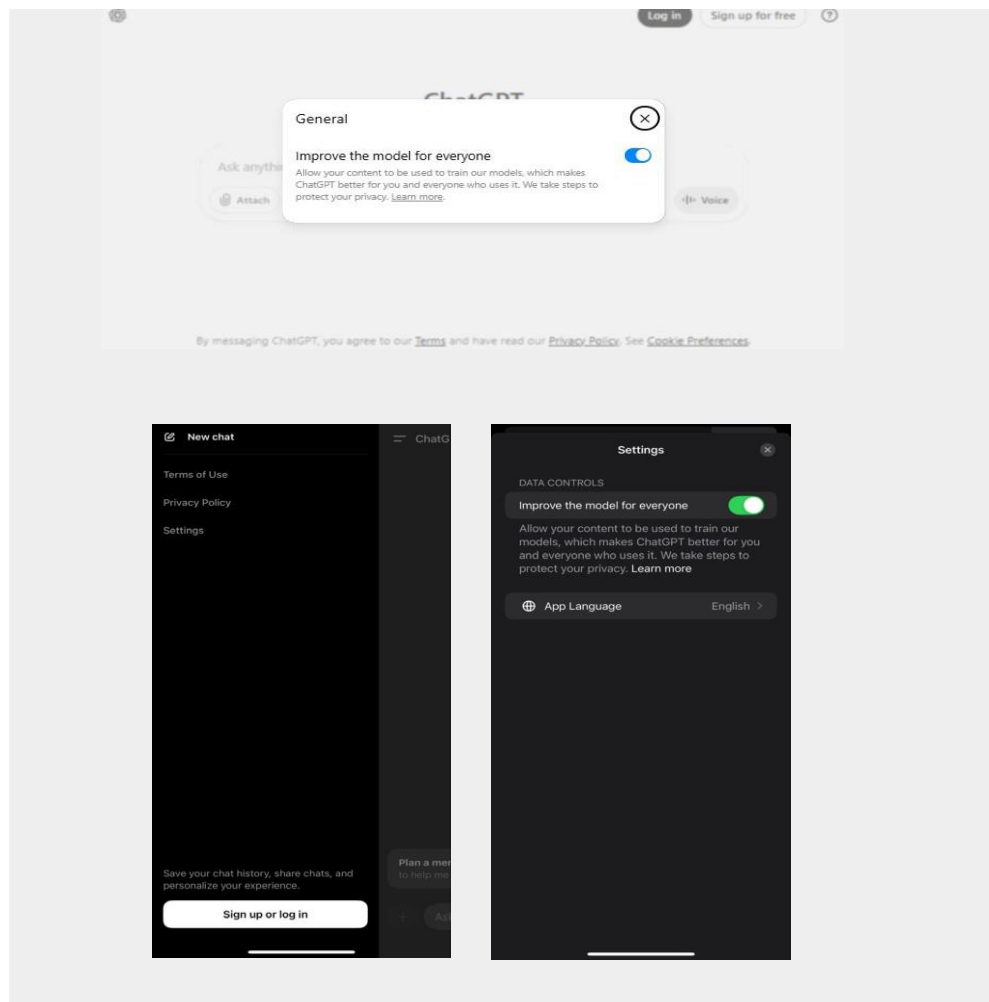 Log in
Sign up for free
ChatGPT
General
Improve the model for everyone
Allow your content to be used to train our models, which makes
ChatGPT better for you and everyone who uses it. We take steps to
protect your privacy. Learn more.
Ask anythi
Attach
Voice
By messaging ChatGPT, you agree to our Terms and have read our Privacy Policy. See Cookie Preferences.
New chat
Terms of Use
Privacy Policy
Settings
Save your chat history, share chats, and
personalize your experience.
Sign up or log in
ChatG
Plan a mer
to help me
As
Settings
DATA CONTROLS
Improve the model for everyone
Allow your content to be used to train our
models, which makes ChatGPT better for you
and everyone who uses it. We take steps to
protect your privacy. Learn more
App Language English